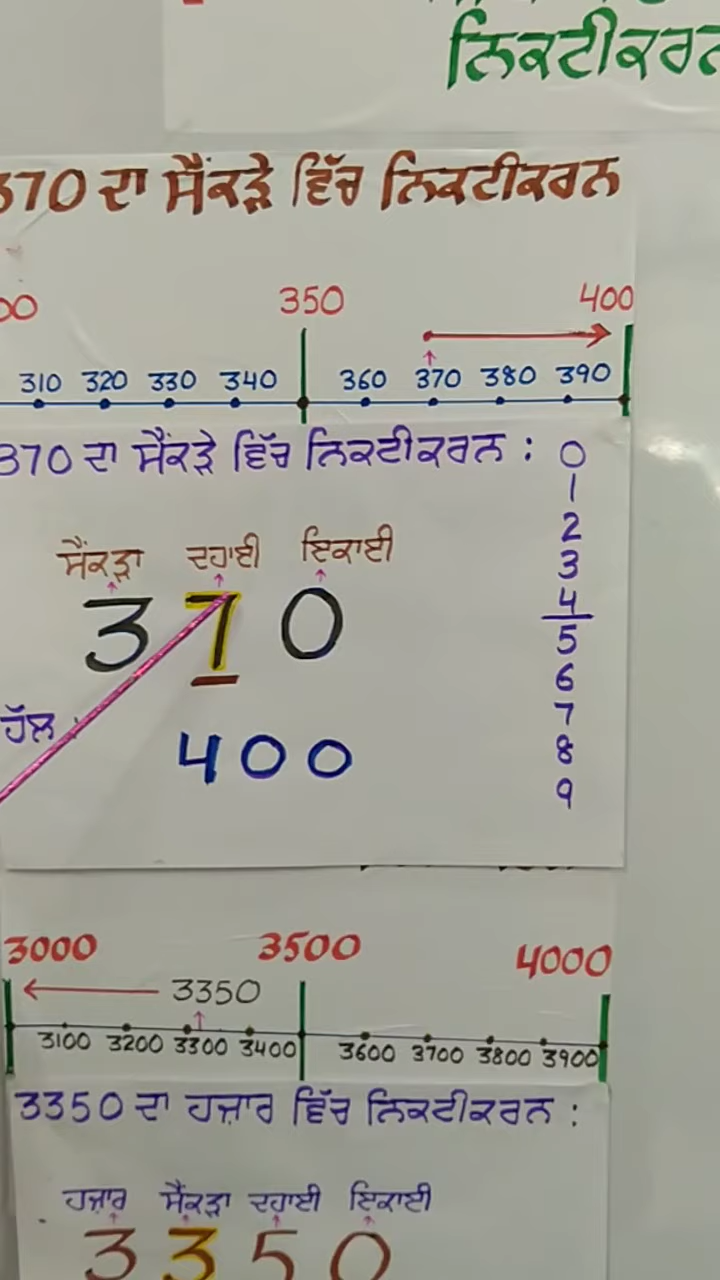 ਨਿਕਟੀਕਰਨ
370 ਦਾ ਸੈਂਕੜੇ ਵਿੱਚ ਨਿਕਟੀਕਰਨ
00 350 400
310 320 330 340 360 370 380 390
370 ਦਾ ਸੈਂਕੜੇ ਵਿੱਚ ਨਿਕਟੀਕਰਨ :
0
1
2
3
4
5
6
7
8
9
ਸੈਂਕੜਾ ਦਹਾਈ ਇਕਾਈ
3 7 0
ਹੱਲ :
400
3000 3500 4000
3350
3100 3200 3300 3400 3600 3700 3800 3900
3350 ਦਾ ਹਜ਼ਾਰ ਵਿੱਚ ਨਿਕਟੀਕਰਨ :
ਹਜ਼ਾਰ ਸੈਂਕੜਾ ਦਹਾਈ ਇਕਾਈ
3 3 5 0